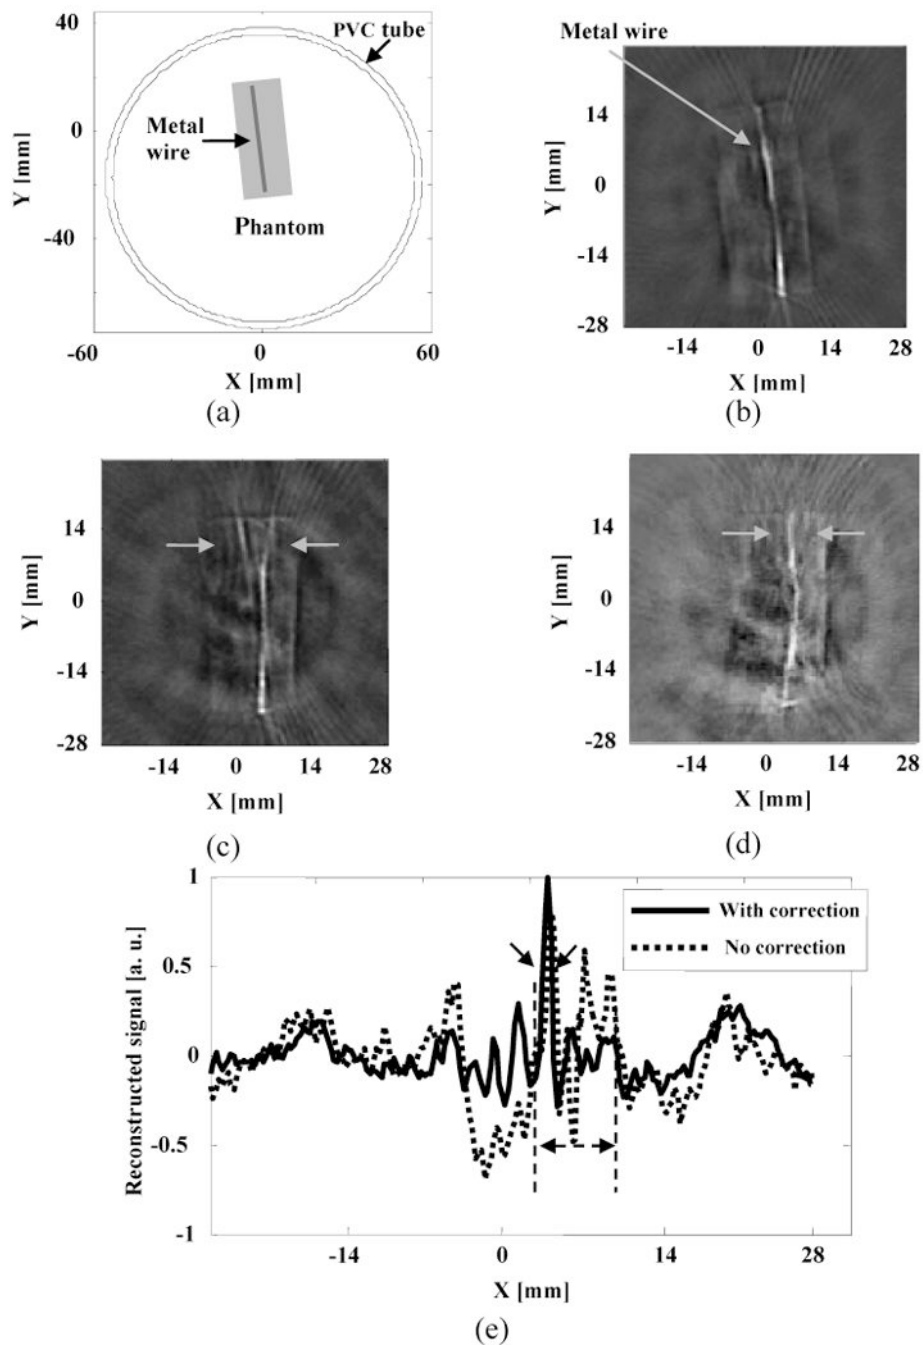 40
0
-40
Y [mm]
PVC tube
Metal
wire
Phantom
-60 0 60
X [mm]
(a)
Metal wire
14
0
-14
-28
Y [mm]
-14 0 14 28
X [mm]
(b)
14
0
-14
-28
Y [mm]
-14 0 14 28
X [mm]
(c)
14
0
-14
-28
Y [mm]
-14 0 14 28
X [mm]
(d)
1
0.5
0
-0.5
-1
Reconstructed signal [a. u.]
With correction
No correction
-14 0 14 28
X [mm]
(e)